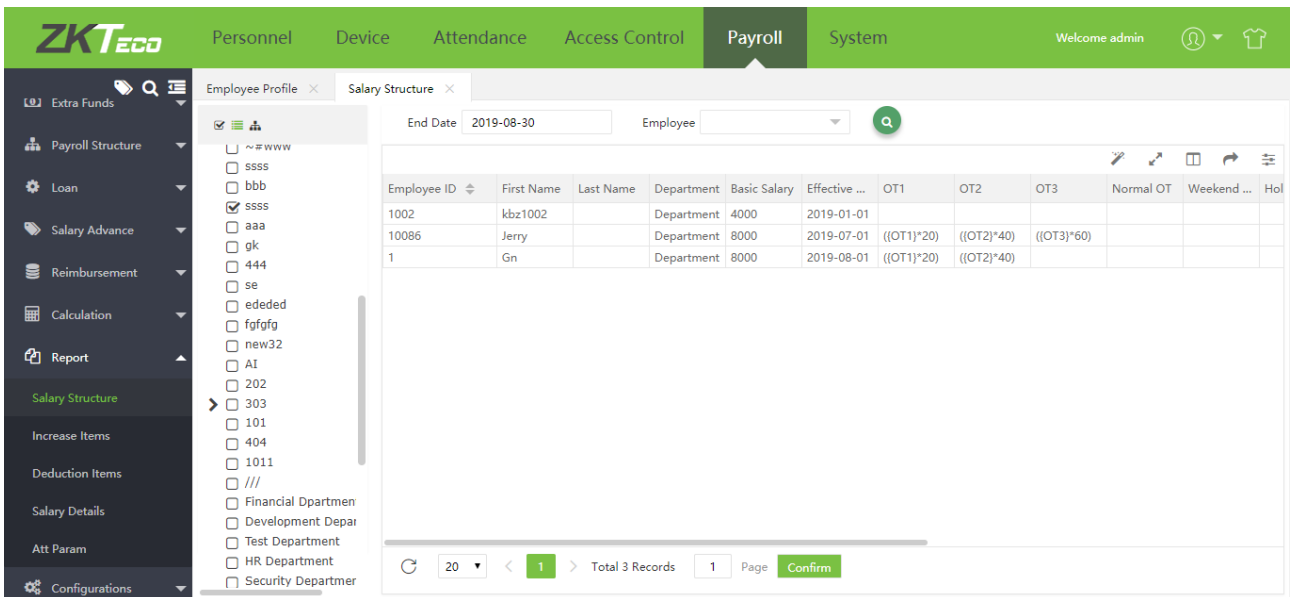 ZKTECO Personnel Device Attendance Access Control Payroll System Welcome admin
Extra Funds
Payroll Structure
Loan
Salary Advance
Reimbursement
Calculation
Report
Salary Structure
Increase Items
Deduction Items
Salary Details
Att Param
Configurations
Employee Profile Salary Structure
~#www
ssss
bbb
ssss
aaa
gk
444
se
ededed
fgfgfg
new32
AI
202
303
101
404
1011
///
Financial Dpartmen
Development Depar
Test Department
HR Department
Security Departmer
End Date 2019-08-30 Employee
Employee ID First Name Last Name Department Basic Salary Effective ... OT1 OT2 OT3 Normal OT Weekend ... Hol
1002 kbz1002 Department 4000 2019-01-01
10086 Jerry Department 8000 2019-07-01 ((OT1}*20) ((OT2}*40) ((OT3}*60)
1 Gn Department 8000 2019-08-01 ((OT1}*20) ((OT2}*40)
20 < 1 > Total 3 Records 1 Page Confirm